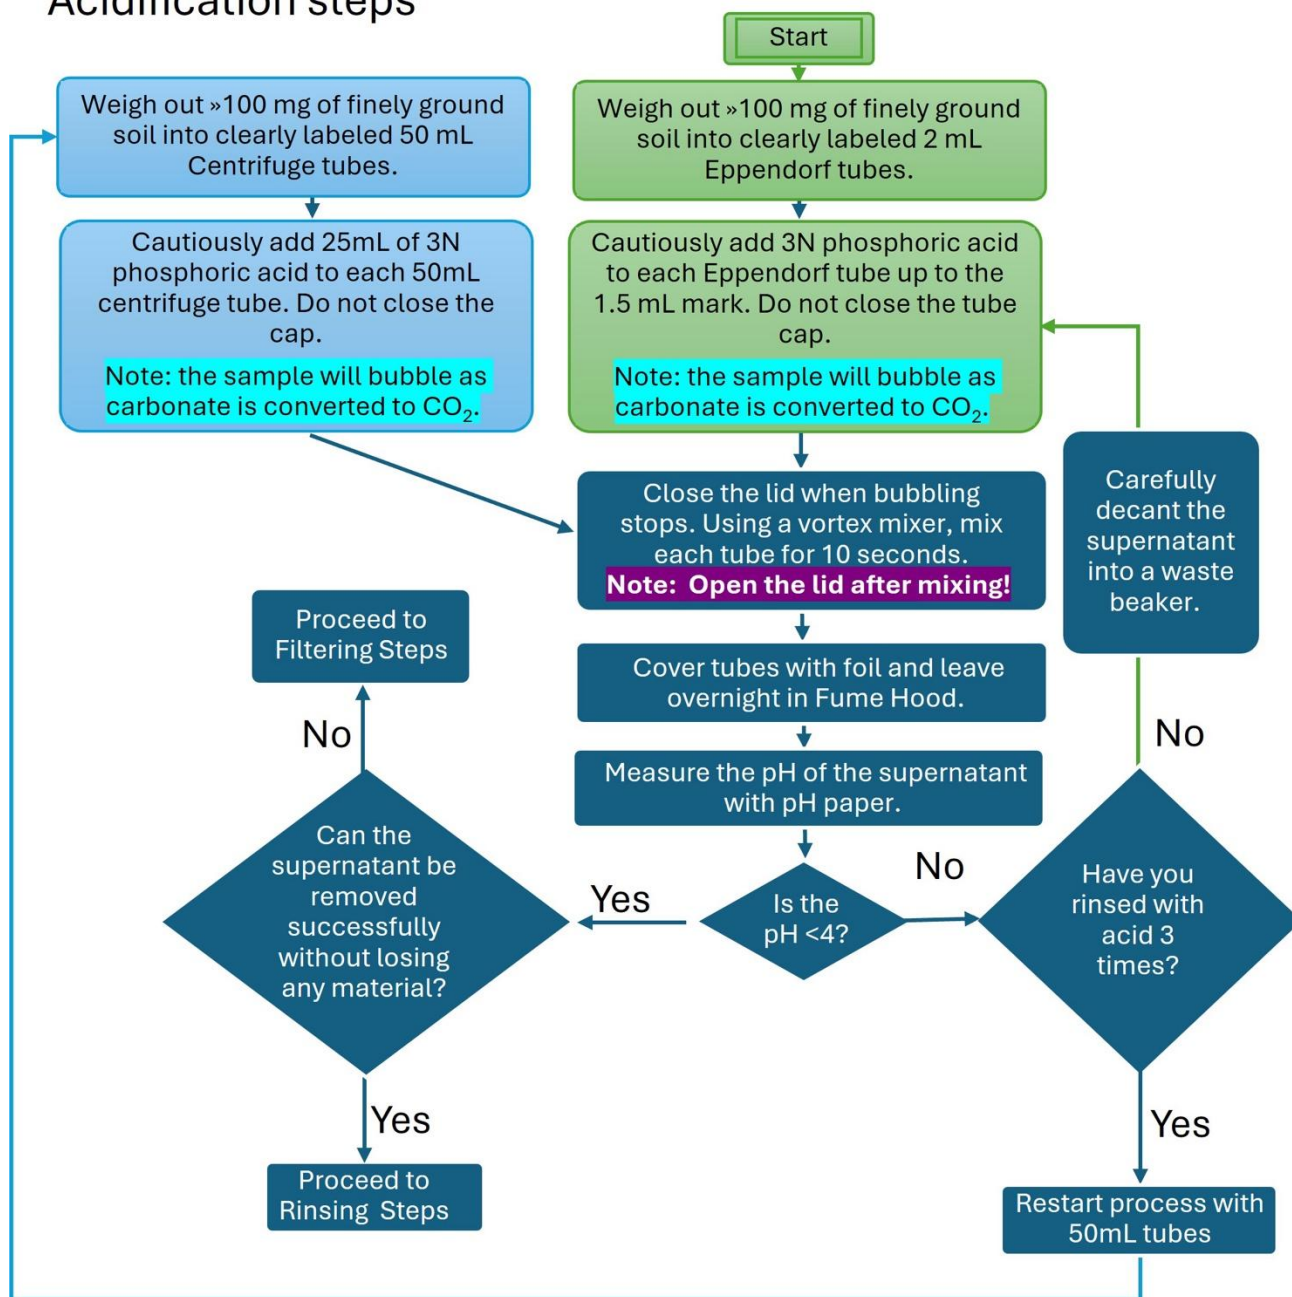 Acidification steps
Start
Weigh out »100 mg of finely ground
soil into clearly labeled 50 mL
Centrifuge tubes.
Weigh out »100 mg of finely ground
soil into clearly labeled 2 mL
Eppendorf tubes.
Cautiously add 25mL of 3N
phosphoric acid to each 50mL
centrifuge tube. Do not close the
cap.
Note: the sample will bubble as
carbonate is converted to CO₂.
Cautiously add 3N phosphoric acid
to each Eppendorf tube up to the
1.5 mL mark. Do not close the tube
cap.
Note: the sample will bubble as
carbonate is converted to CO₂.
Close the lid when bubbling
stops. Using a vortex mixer, mix
each tube for 10 seconds.
Note: Open the lid after mixing!
Carefully
decant the
supernatant
into a waste
beaker.
Proceed to
Filtering Steps
Cover tubes with foil and leave
overnight in Fume Hood.
No
No
Measure the pH of the supernatant
with pH paper.
Can the
supernatant be
removed
successfully
without losing
any material?
Yes
Is the
pH <4?
No
Have you
rinsed with
acid 3
times?
Yes
Yes
Proceed to
Rinsing Steps
Restart process with
50mL tubes